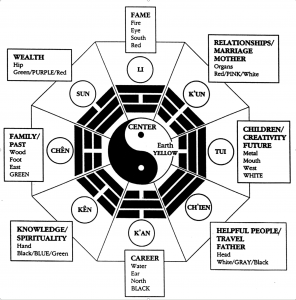 FAME
Fire
Eye
South
Red
WEALTH
Hip
Green/PURPLE/Red
RELATIONSHIPS/
MARRIAGE
MOTHER
Organs
Red/PINK/White
LI
SUN
K'UN
FAMILY/
PAST
Wood
Foot
East
GREEN
CHÊN
CENTER
Earth
YELLOW
TUI
CHILDREN/
CREATIVITY
FUTURE
Metal
Mouth
West
WHITE
KÊN
CH'IEN
K'AN
KNOWLEDGE/
SPIRITUALITY
Hand
Black/BLUE/Green
CAREER
Water
Ear
North
BLACK
HELPFUL PEOPLE/
TRAVEL
FATHER
Head
White/GRAY/Black